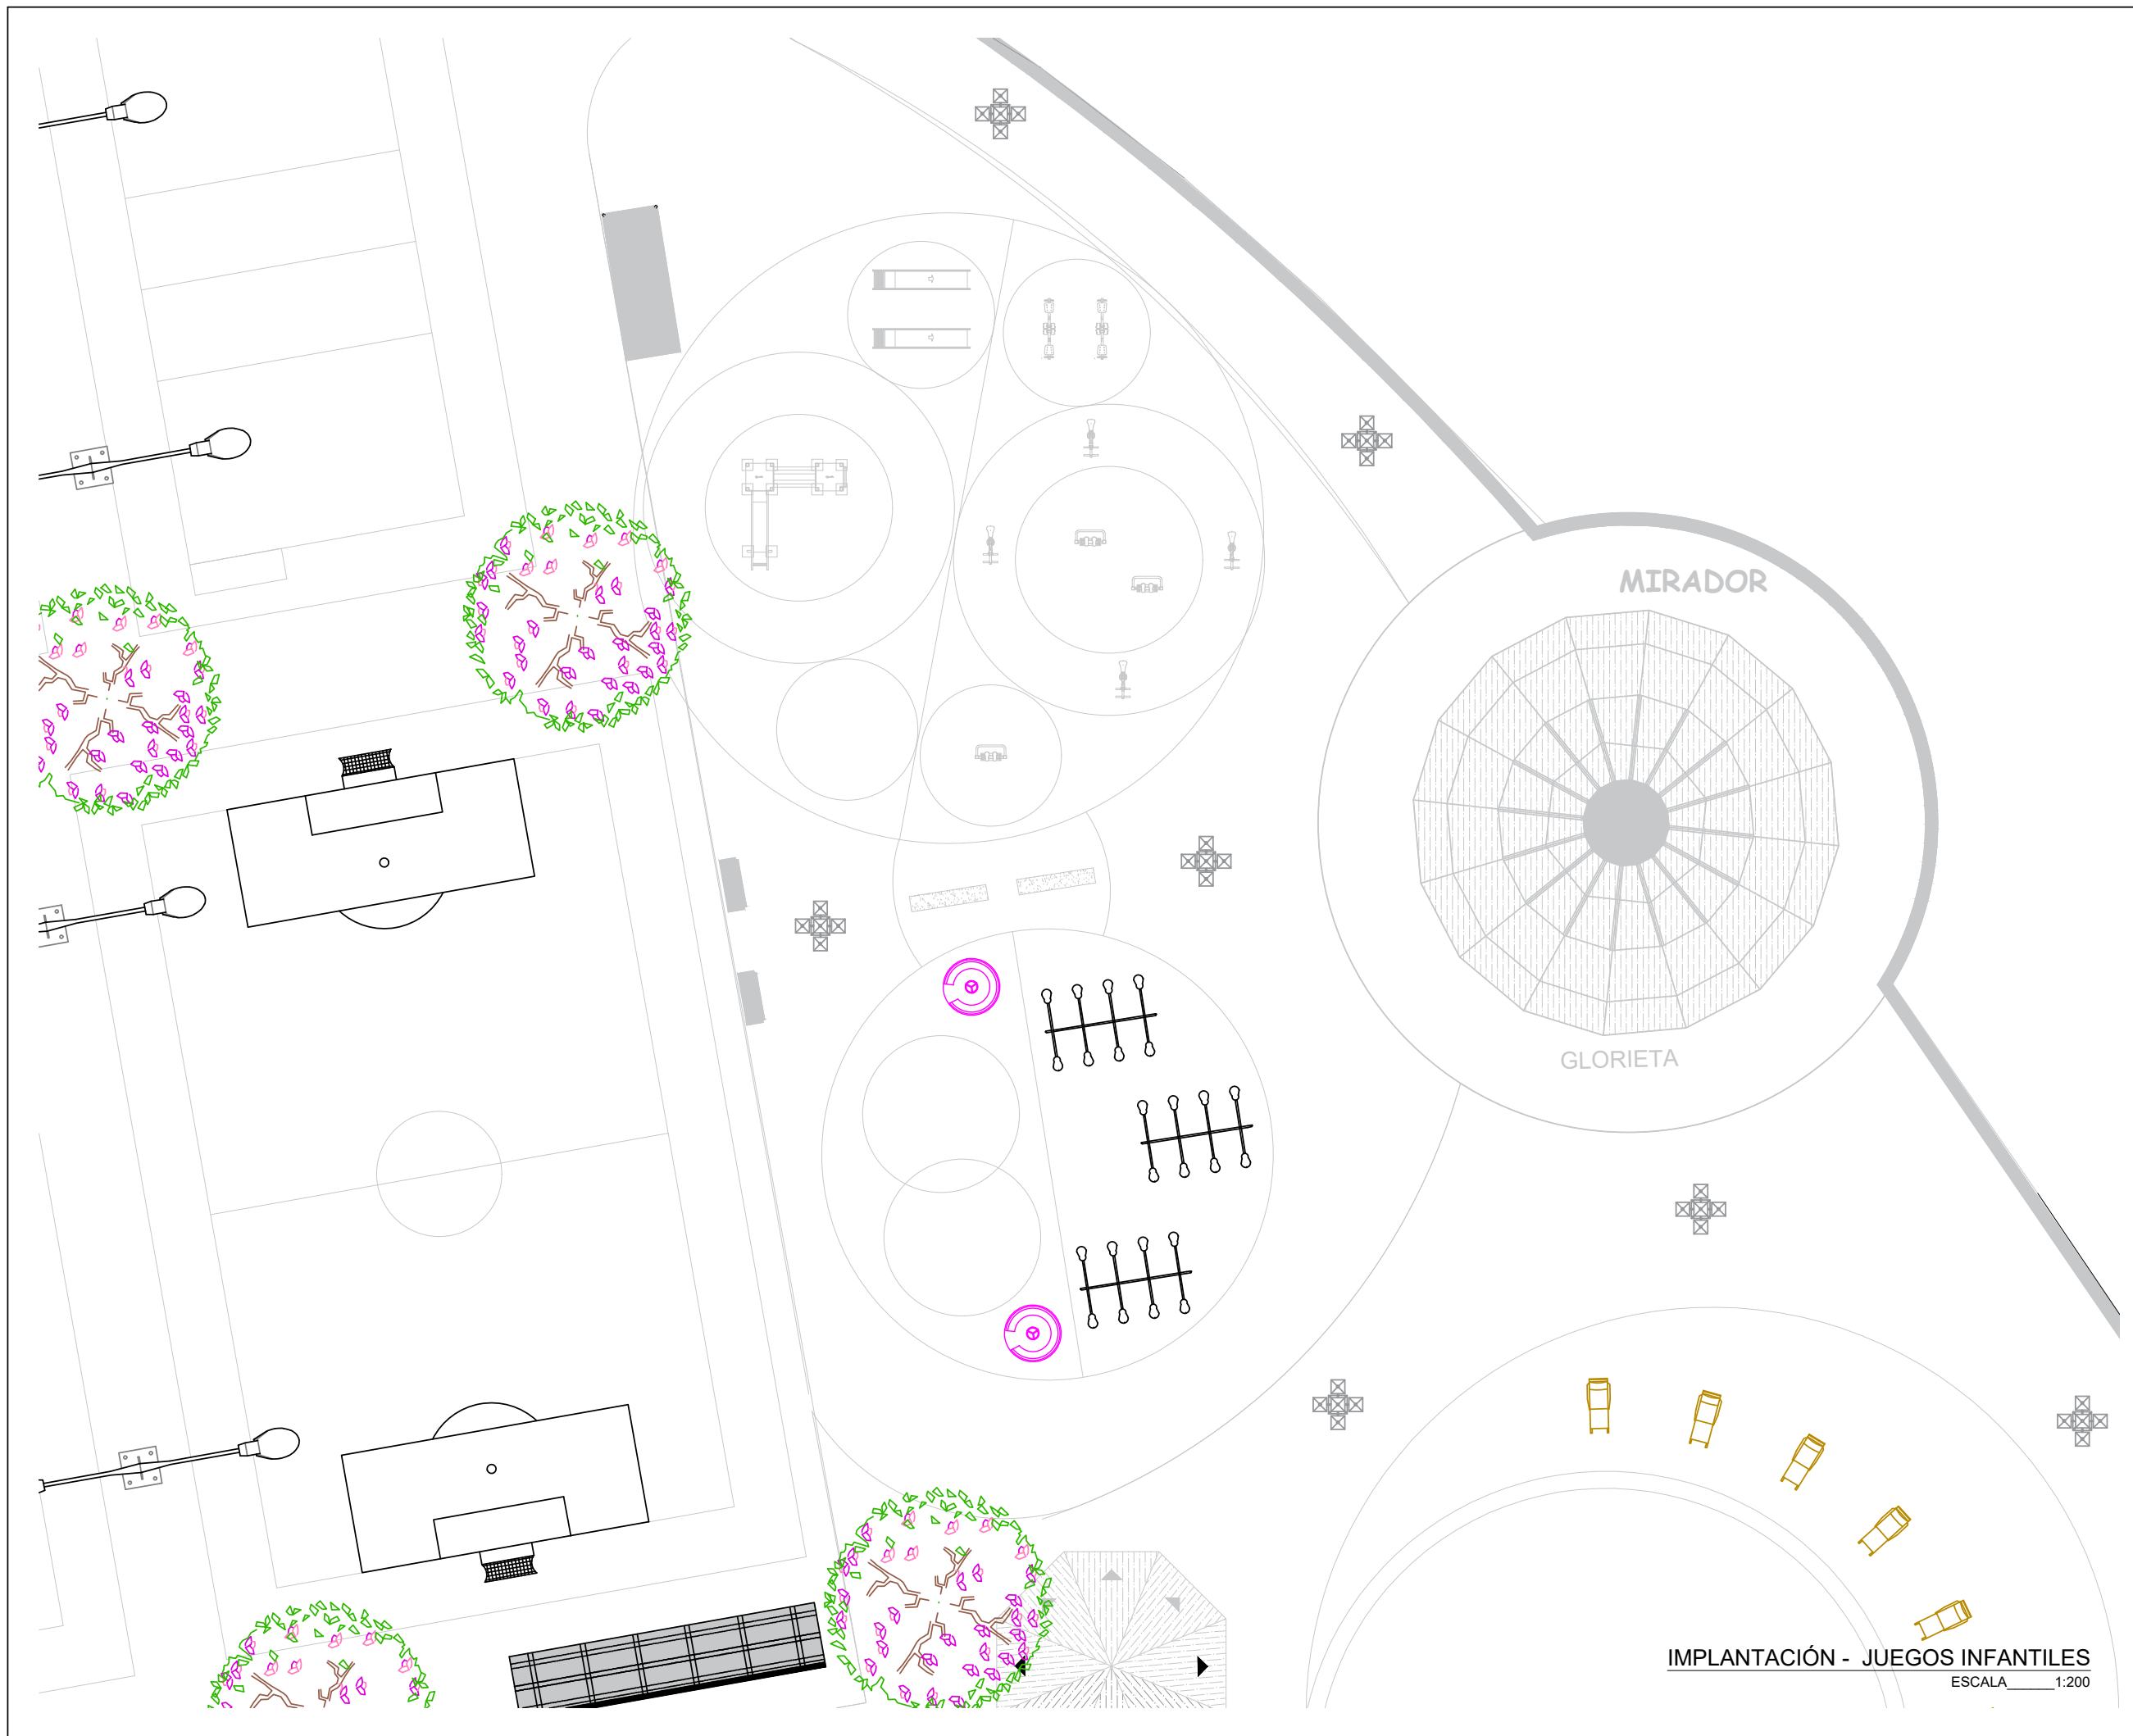 MIRADOR
GLORIETA
IMPLANTACIÓN - JUEGOS INFANTILES
ESCALA______1:200